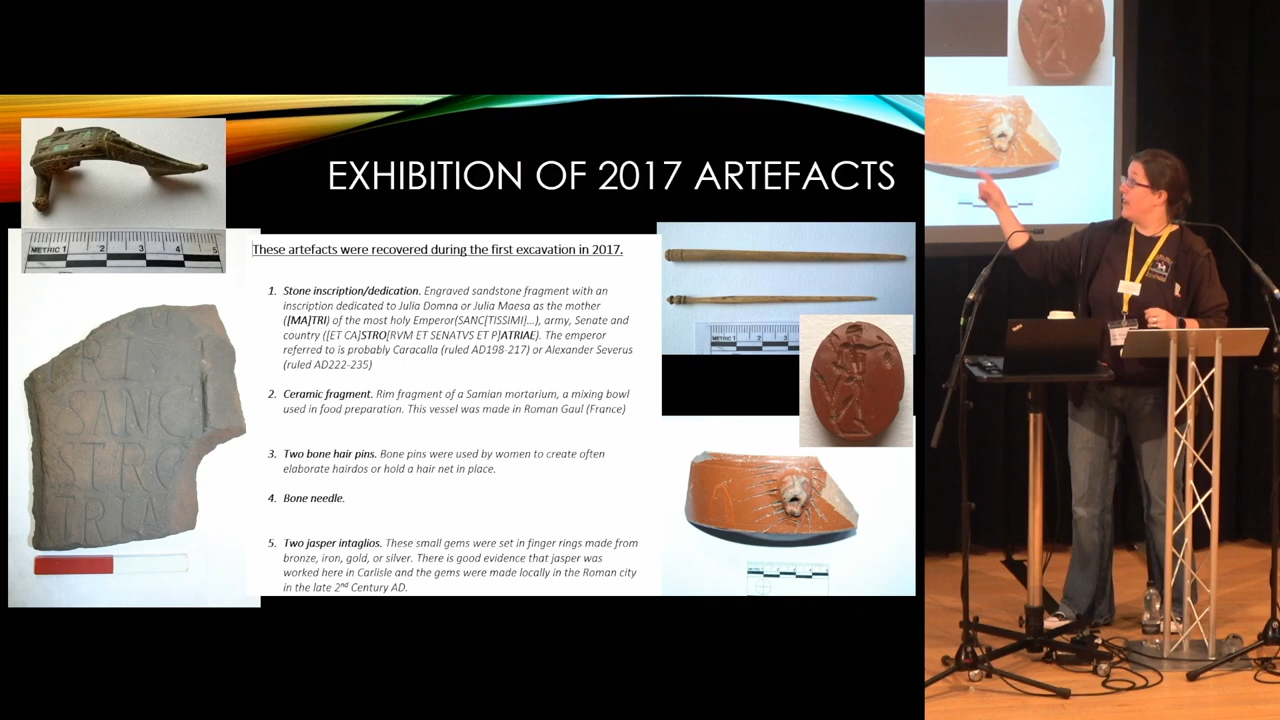 EXHIBITION OF 2017 ARTEFACTS
METRIC 1 2 3 4 5
These artefacts were recovered during the first excavation in 2017.
1. Stone inscription/dedication. Engraved sandstone fragment with an
inscription dedicated to Julia Domna or Julia Maesa as the mother
([MA]TRI) of the most holy Emperor(SANC[TISSIMI]...), army, Senate and
country ([ET CA]STRO[RVM ET SENATVS ET P]ATRIAE). The emperor
referred to is probably Caracalla (ruled AD198-217) or Alexander Severus
(ruled AD222-235)
2. Ceramic fragment. Rim fragment of a Samian mortarium, a mixing bowl
used in food preparation. This vessel was made in Roman Gaul (France)
3. Two bone hair pins. Bone pins were used by women to create often
elaborate hairdos or hold a hair net in place.
4. Bone needle.
5. Two jasper intaglios. These small gems were set in finger rings made from
bronze, iron, gold, or silver. There is good evidence that jasper was
worked here in Carlisle and the gems were made locally in the Roman city
in the late 2nd Century AD.
SANC
STRO
TRIA
METRIC 1 2 3